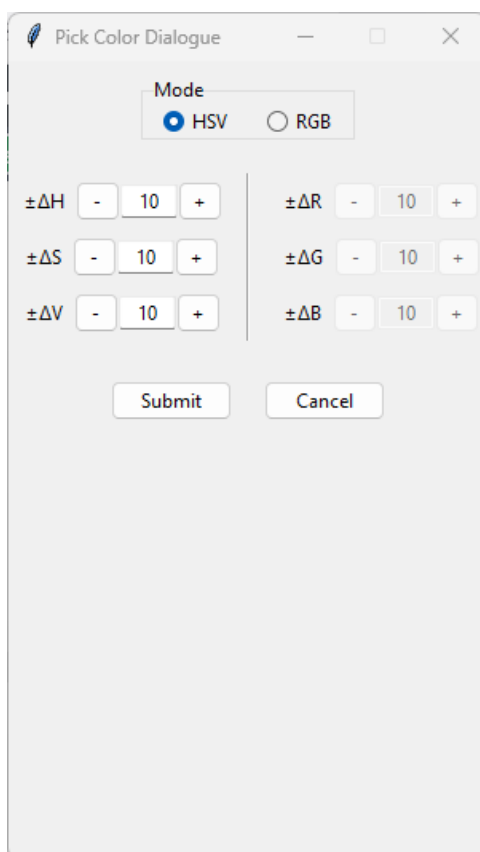 Pick Color Dialogue
Mode
HSV RGB
±ΔH - 10 + ±ΔR - 10 +
±ΔS - 10 + ±ΔG - 10 +
±ΔV - 10 + ±ΔB - 10 +
Submit Cancel